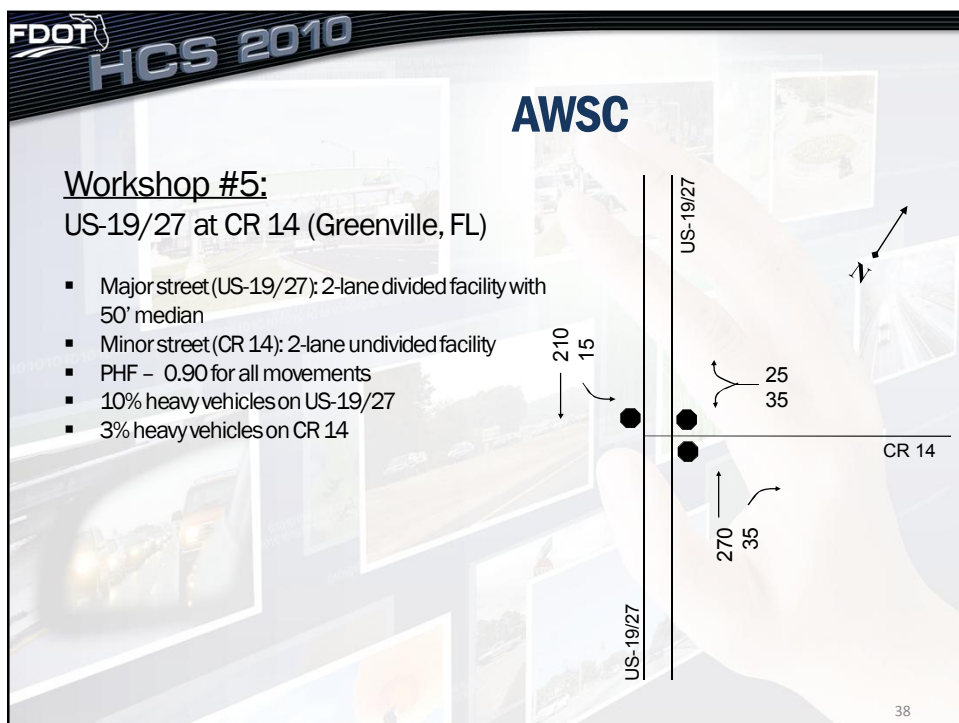 FDOT
HCS 2010
AWSC
Workshop #5:
US-19/27 at CR 14 (Greenville, FL)
▪ Major street (US-19/27): 2-lane divided facility with
50’ median
▪ Minor street (CR 14): 2-lane undivided facility
▪ PHF – 0.90 for all movements
▪ 10% heavy vehicles on US-19/27
▪ 3% heavy vehicles on CR 14
US-19/27
N
210
15
25
35
CR 14
270
35
US-19/27
38